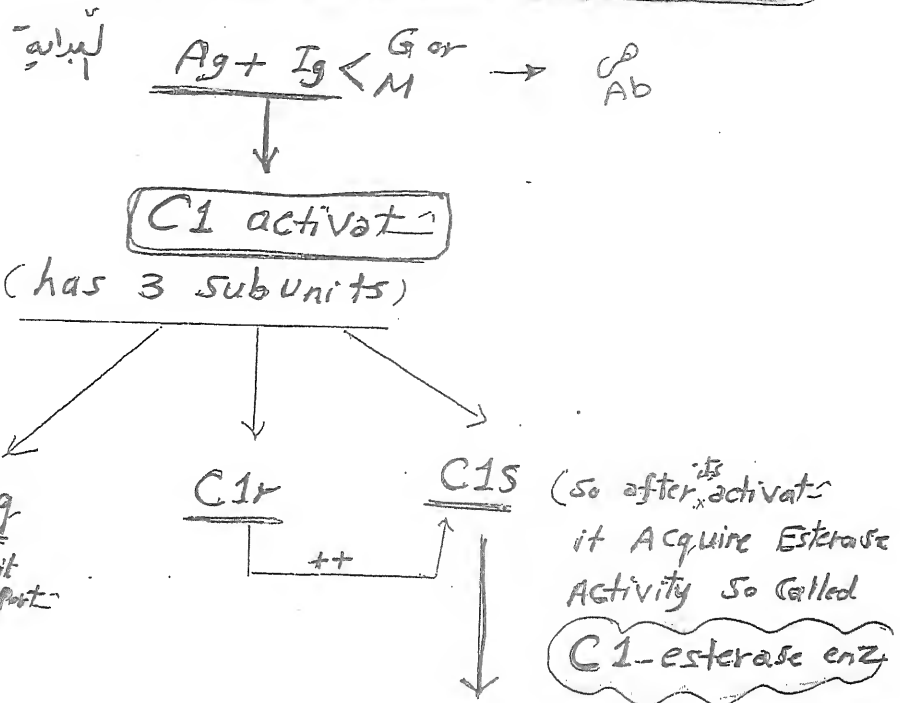 البداية
Ag + Ig < G or
M → Ab
C1 activat-
(has 3 subunits)
C1r
C1s
++
(so after its activat-
it Acquire Esterase
Activity so Called
C1-esterase enz